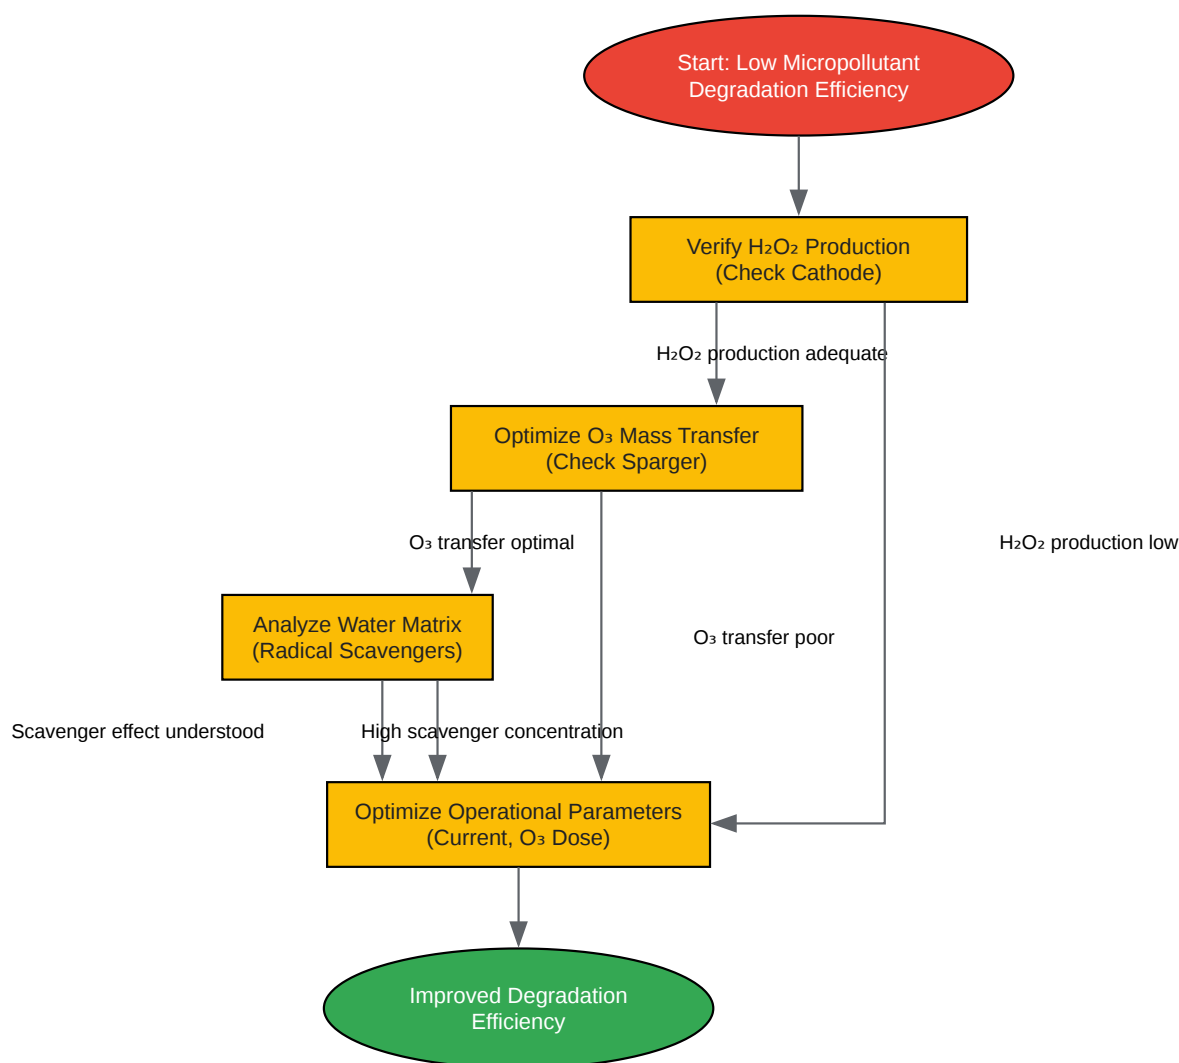 Start: Low Micropollutant
Degradation Efficiency
Verify H₂O₂ Production
(Check Cathode)
H₂O₂ production adequate
Optimize O₃ Mass Transfer
(Check Sparger)
O₃ transfer optimal
H₂O₂ production low
Analyze Water Matrix
(Radical Scavengers)
O₃ transfer poor
Scavenger effect understood
High scavenger concentration
Optimize Operational Parameters
(Current, O₃ Dose)
Improved Degradation
Efficiency